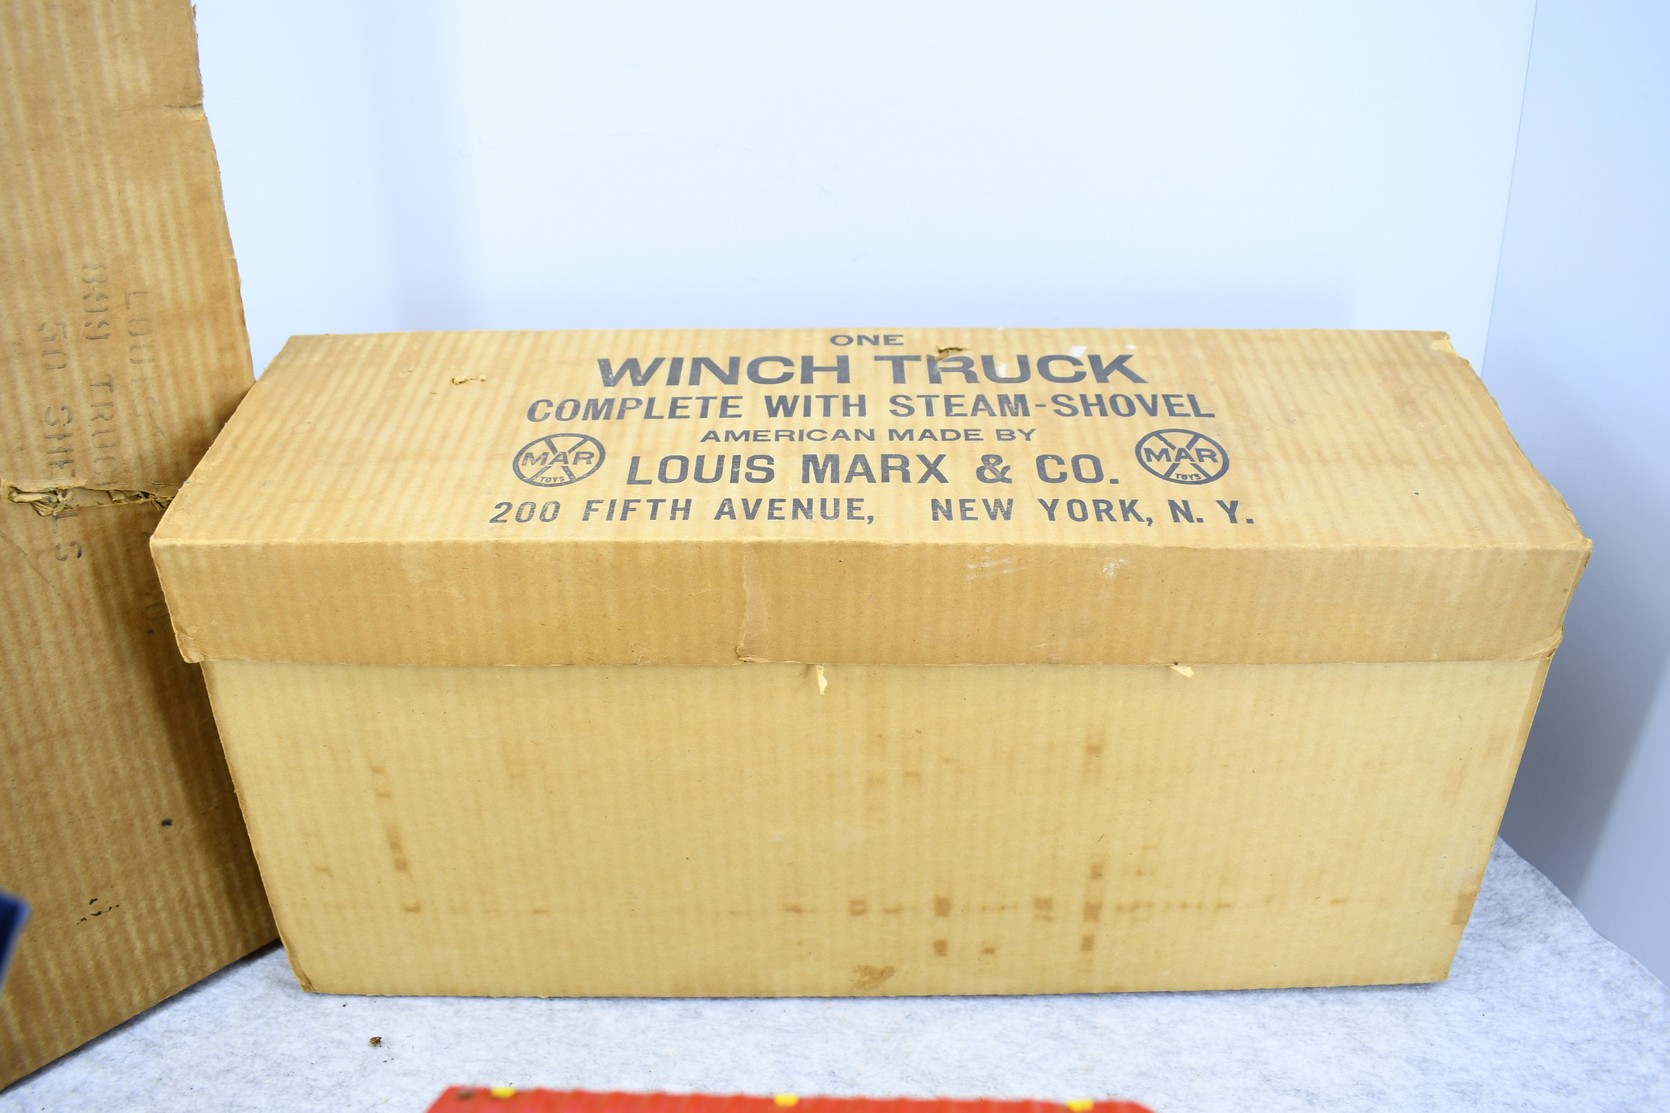 ONE
WINCH TRUCK
COMPLETE WITH STEAM-SHOVEL
AMERICAN MADE BY
MAR
TOYS
LOUIS MARX & CO.
MAR
TOYS
200 FIFTH AVENUE, NEW YORK, N. Y.